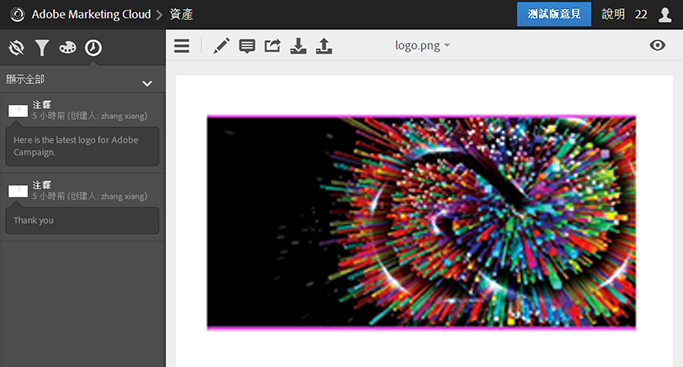 Adobe Marketing Cloud > 資產
測試版意見
說明
22
logo.png
顯示全部
注釋
5 小時前 (创建人: zhang xiang)
Here is the latest logo for Adobe
Campaign.
注釋
5 小時前 (创建人: zhang xiang)
Thank you